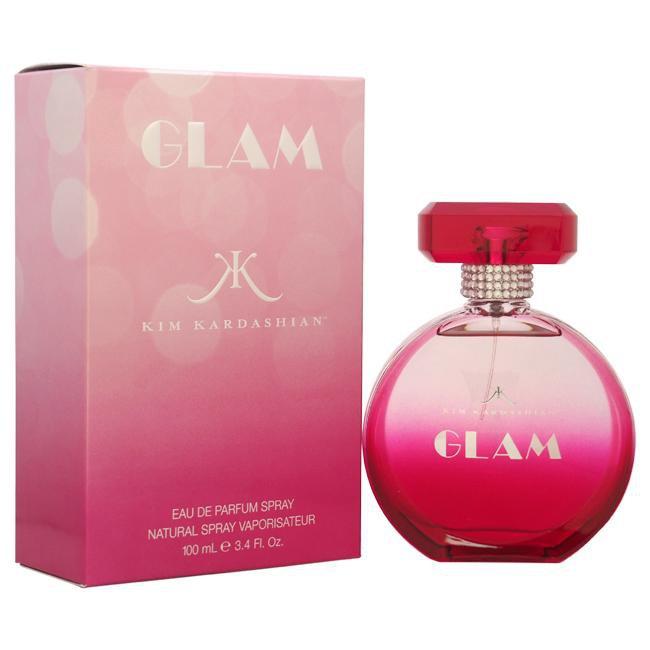 GLAM
KK
KIM KARDASHIAN™
EAU DE PARFUM SPRAY
NATURAL SPRAY VAPORISATEUR
100 mL ℮ 3.4 Fl. Oz.
KK
KIM KARDASHIAN
GLAM